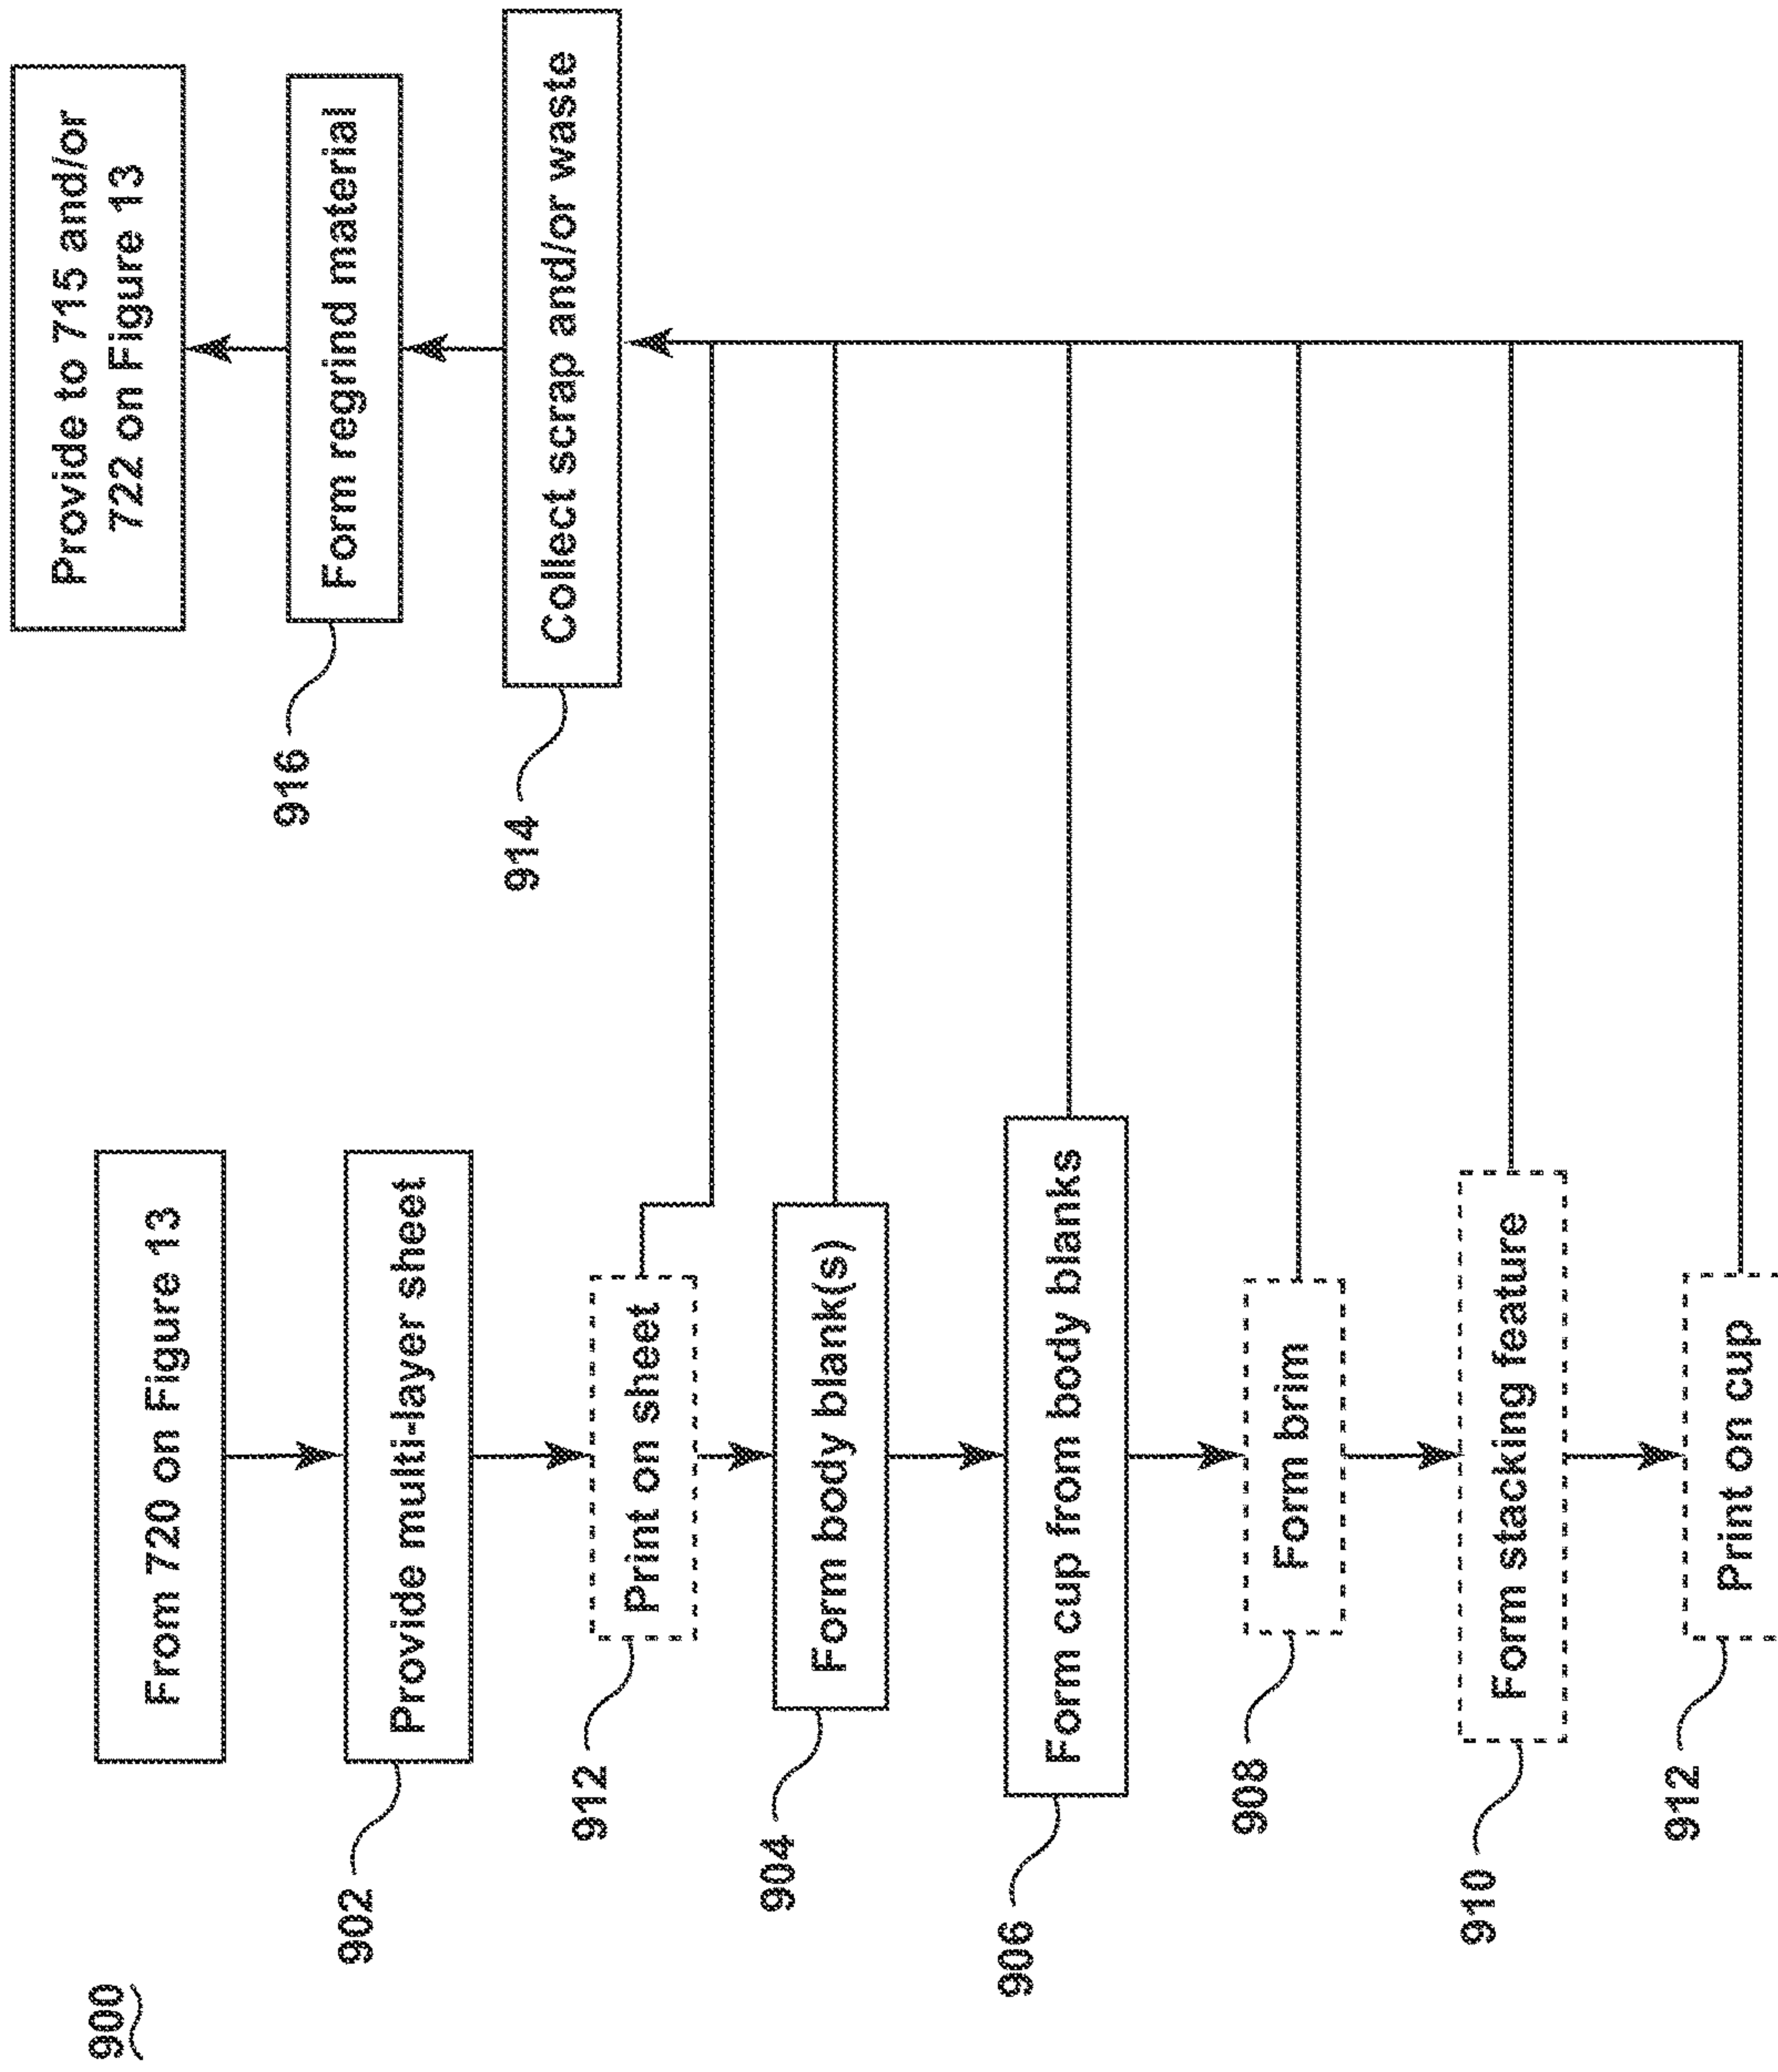 900
From 720 on Figure 13
902
Provide multi-layer sheet
912
Print on sheet
904
Form body blank(s)
906
Form cup from body blanks
908
Form brim
910
Form stacking feature
912
Print on cup
Provide to 715 and/or
722 on Figure 13
916
Form regrind material
914
Collect scrap and/or waste